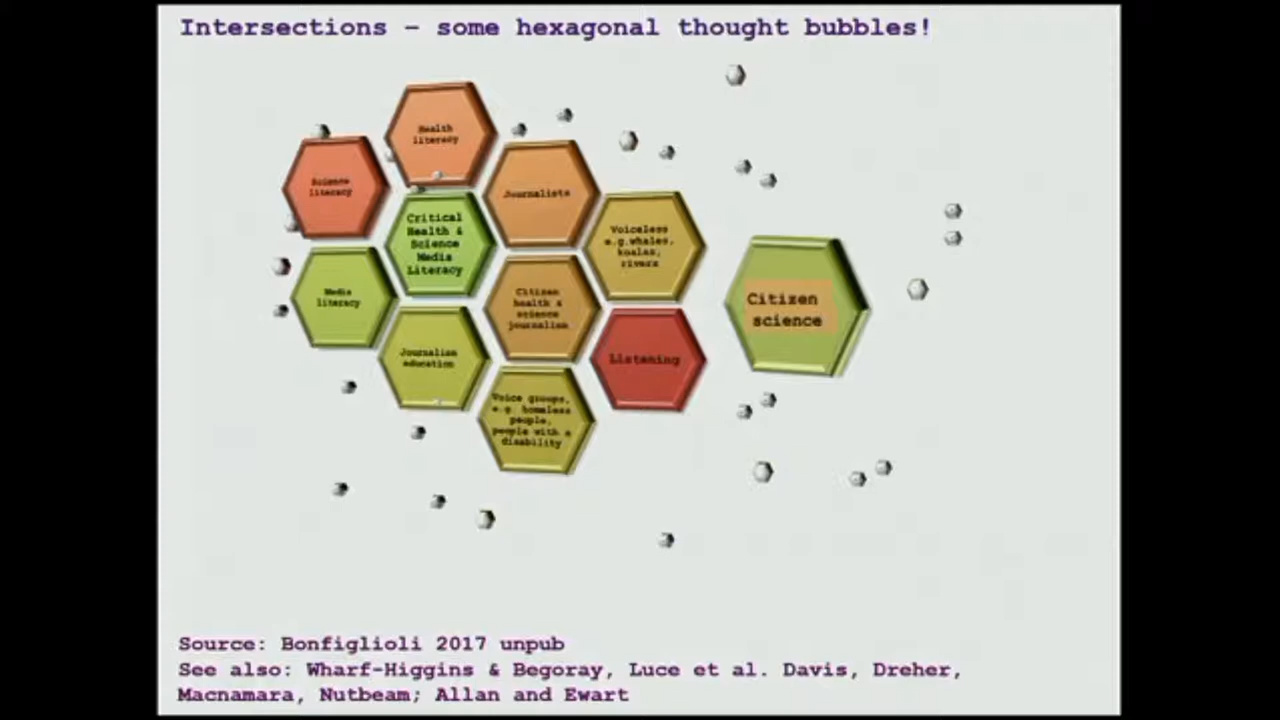 Intersections – some hexagonal thought bubbles!
Health
literacy
Science
literacy
Journalists
Critical
Health &
Science
Media
Literacy
Voiceless
e.g.whales,
koalas,
rivers
Media
literacy
Citizen
health &
science
journalism
Citizen
science
Journalism
education
Listening
Voice groups,
e.g. homeless
people,
people with a
disability
Source: Bonfiglioli 2017 unpub
See also: Wharf-Higgins & Begoray, Luce et al. Davis, Dreher,
Macnamara, Nutbeam; Allan and Ewart